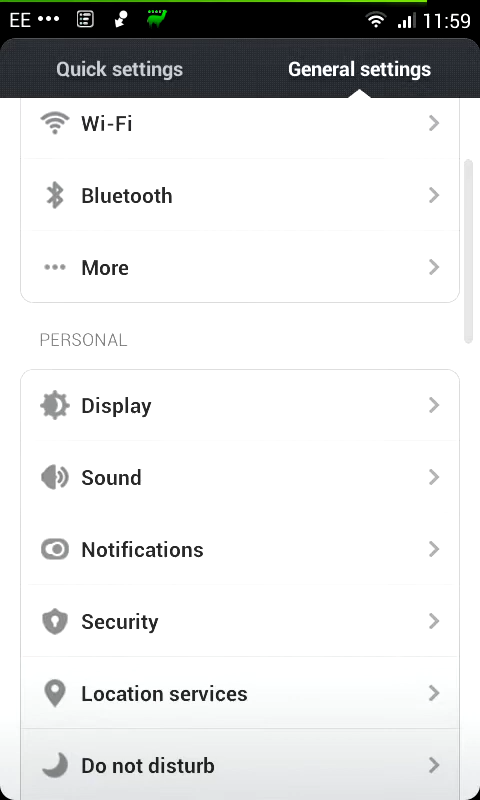 EE ••• 11:59
Quick settings General settings
Wi-Fi
Bluetooth
More
PERSONAL
Display
Sound
Notifications
Security
Location services
Do not disturb